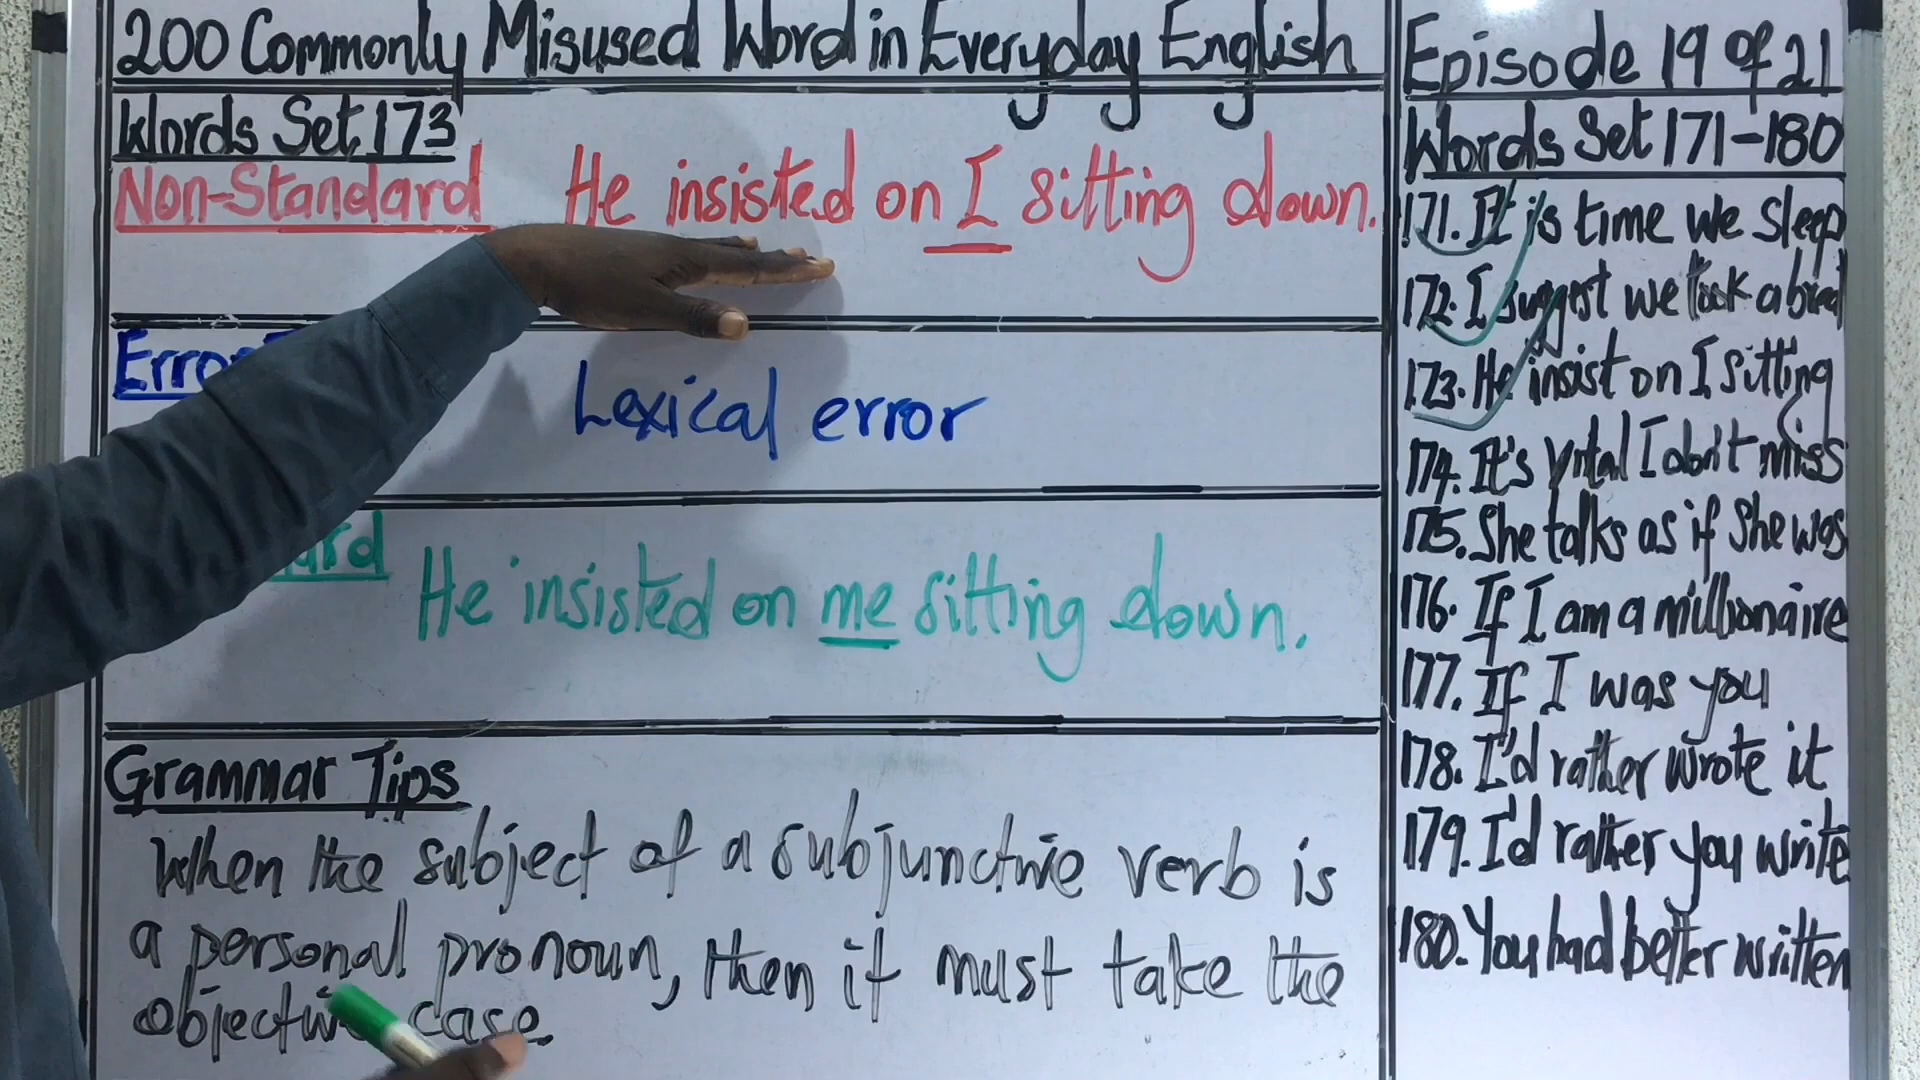 200 Commonly Misused Word in Everyday English
Words Set 173
Non-Standard He insisted on I sitting down.
Error
Lexical error
He insisted on me sitting down.
Grammar Tips
When the subject of a subjunctive verb is
a personal pronoun, then it must take the
objective case.
Episode 19 of 21
Words Set 171-180
171. It is time we sleep
172. I suggest we took a break
173. He insist on I sitting
174. It's vital I don't miss
175. She talks as if she was
176. If I am a millionaire
177. If I was you
178. I'd rather wrote it
179. I'd rather you write
180. You had better written